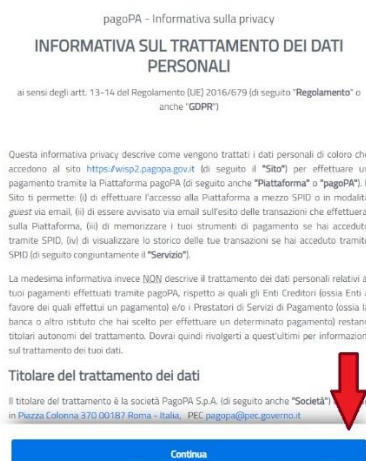 pagoPA - Informativa sulla privacy
INFORMATIVA SUL TRATTAMENTO DEI DATI
PERSONALI
ai sensi degli artt. 13-14 del Regolamento (UE) 2016/679 (di seguito "Regolamento" o
anche "GDPR")
Questa informativa privacy descrive come vengono trattati i dati personali di coloro che
accedono al sito https://wisp2.pagopa.gov.it (di seguito il "Sito") per effettuare un
pagamento tramite la Piattaforma pagoPA (di seguito anche "Piattaforma" o "pagoPA").
Sito ti permette: (i) di effettuare l'accesso alla Piattaforma a mezzo SPID o in modalità
guest via email, (ii) di essere avvisato via email sull'esito delle transazioni che effettuerai
sulla Piattaforma, (iii) di memorizzare i tuoi strumenti di pagamento se hai acceduto
tramite SPID, (iv) di visualizzare lo storico delle tue transazioni se hai acceduto tramite
SPID (di seguito congiuntamente il "Servizio").
La medesima informativa invece NON descrive il trattamento dei dati personali relativi ai
tuoi pagamenti effettuati tramite pagoPA, rispetto ai quali gli Enti Creditori (ossia Enti a
favore dei quali effettui un pagamento) e/o i Prestatori di Servizi di Pagamento (ossia la
banca o altro istituto che hai scelto per effettuare un determinato pagamento) restano
titolari autonomi del trattamento. Dovrai quindi rivolgerti a quest'ultimi per informazioni
sul trattamento dei tuoi dati.
Titolare del trattamento dei dati
Il titolare del trattamento è la società PagoPA S.p.A. (di seguito anche "Società")
in Piazza Colonna 370 00187 Roma - Italia, PEC pagopa@pec.governo.it
Continua